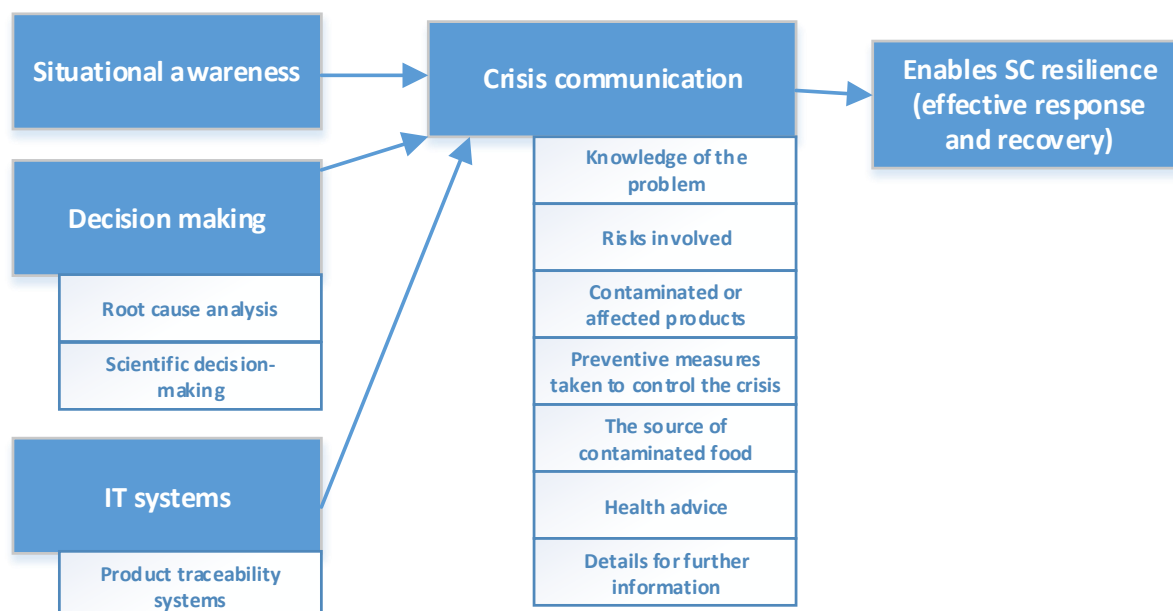 Situational awareness
Decision making
Root cause analysis
Scientific decision-
making
IT systems
Product traceability
systems
Crisis communication
Knowledge of the
problem
Risks involved
Contaminated or
affected products
Preventive measures
taken to control the crisis
The source of
contaminated food
Health advice
Details for further
information
Enables SC resilience
(effective response
and recovery)